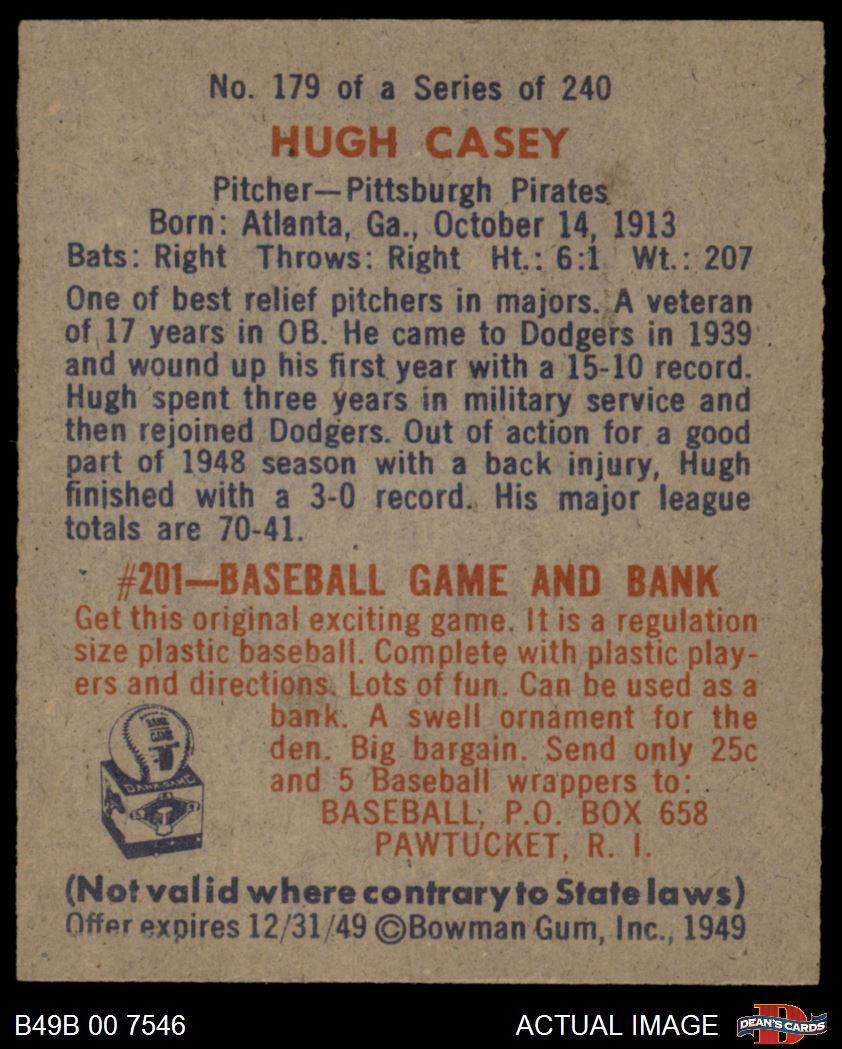 No. 179 of a Series of 240
HUGH CASEY
Pitcher—Pittsburgh Pirates
Born: Atlanta, Ga., October 14, 1913
Bats: Right Throws: Right Ht.: 6:1 Wt.: 207
One of best relief pitchers in majors. A veteran
of 17 years in OB. He came to Dodgers in 1939
and wound up his first year with a 15-10 record.
Hugh spent three years in military service and
then rejoined Dodgers. Out of action for a good
part of 1948 season with a back injury, Hugh
finished with a 3-0 record. His major league
totals are 70-41.
#201—BASEBALL GAME AND BANK
Get this original exciting game. It is a regulation
size plastic baseball. Complete with plastic play-
ers and directions. Lots of fun. Can be used as a
bank. A swell ornament for the
den. Big bargain. Send only 25c
and 5 Baseball wrappers to:
BASEBALL, P.O. BOX 658
PAWTUCKET, R. I.
BANK GAME
BANK-GAME
(Not valid where contrary to State laws)
Offer expires 12/31/49 ©Bowman Gum, Inc., 1949
B49B 00 7546
ACTUAL IMAGE
DEAN'S CARDS